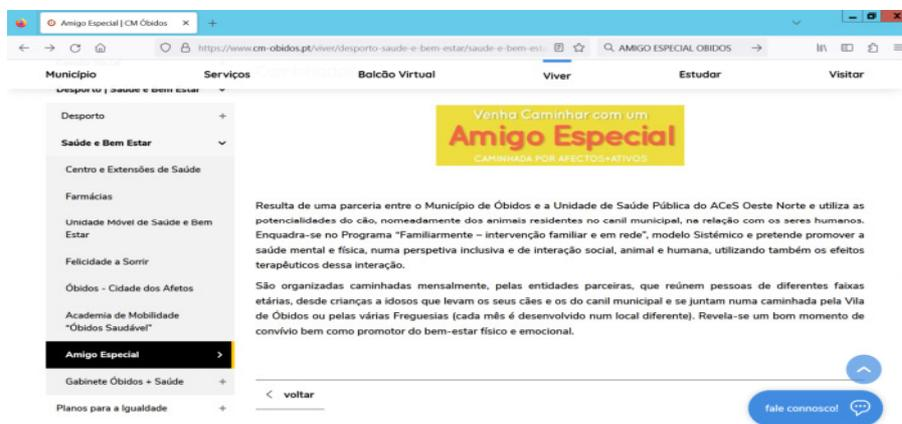 Amigo Especial | CM Óbidos
https://www.cm-obidos.pt/viver/desporto-saude-e-bem-estar/saude-e-bem-est
AMIGO ESPECIAL OBIDOS
Município Serviços Balcão Virtual Viver Estudar Visitar
Desporto | Saúde e Bem Estar
Desporto
Saúde e Bem Estar
Centro e Extensões de Saúde
Farmácias
Unidade Móvel de Saúde e Bem
Estar
Felicidade a Sorrir
Óbidos - Cidade dos Afetos
Academia de Mobilidade
"Óbidos Saudável"
Amigo Especial
Gabinete Óbidos + Saúde
Planos para a Igualdade
Venha Caminhar com um
Amigo Especial
CAMINHADA POR AFECTOS+ATIVOS
Resulta de uma parceria entre o Município de Óbidos e a Unidade de Saúde Pública do ACeS Oeste Norte e utiliza as
potencialidades do cão, nomeadamente dos animais residentes no canil municipal, na relação com os seres humanos.
Enquadra-se no Programa "Familiarmente – intervenção familiar e em rede", modelo Sistémico e pretende promover a
saúde mental e física, numa perspetiva inclusiva e de interação social, animal e humana, utilizando também os efeitos
terapêuticos dessa interação.
São organizadas caminhadas mensalmente, pelas entidades parceiras, que reúnem pessoas de diferentes faixas
etárias, desde crianças a idosos que levam os seus cães e os do canil municipal e se juntam numa caminhada pela Vila
de Óbidos ou pelas várias Freguesias (cada mês é desenvolvido num local diferente). Revela-se um bom momento de
convívio bem como promotor do bem-estar físico e emocional.
voltar
fale connosco!